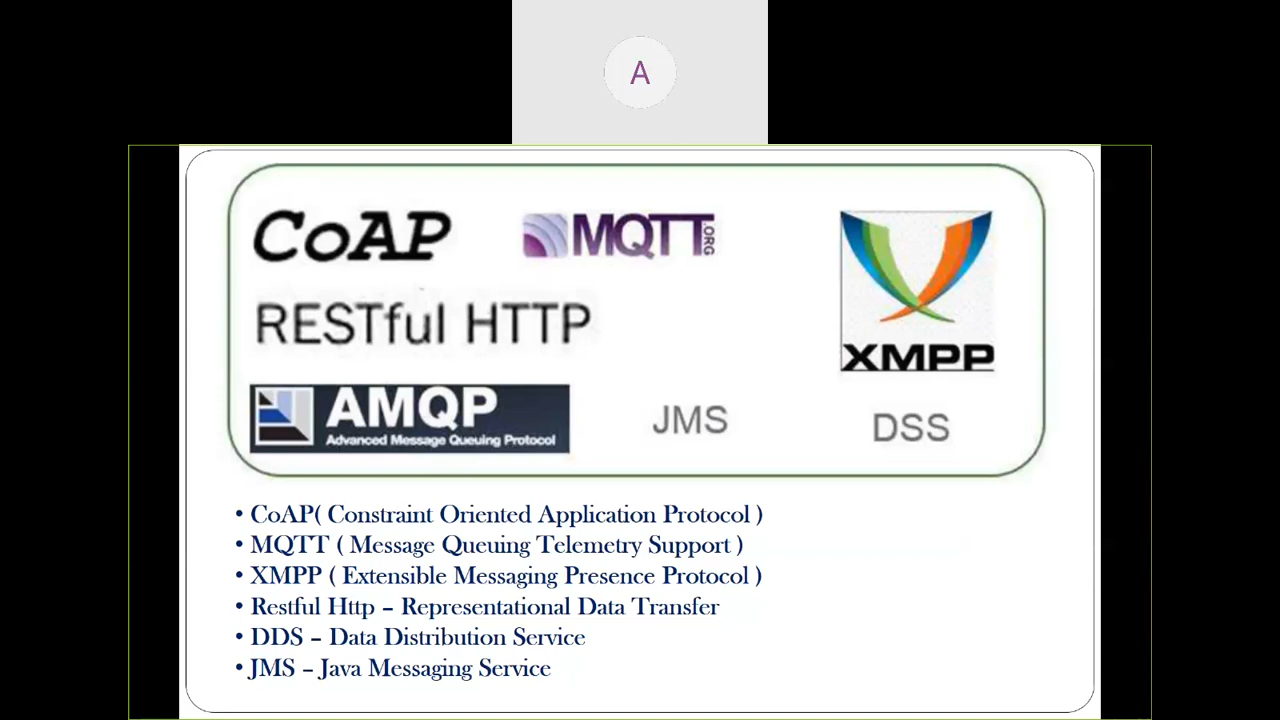 A
CoAP
MQTT.ORG
XMPP
RESTful HTTP
AMQP
Advanced Message Queuing Protocol
JMS
DSS
• CoAP( Constraint Oriented Application Protocol )
• MQTT ( Message Queuing Telemetry Support )
• XMPP ( Extensible Messaging Presence Protocol )
• Restful Http – Representational Data Transfer
• DDS – Data Distribution Service
• JMS – Java Messaging Service